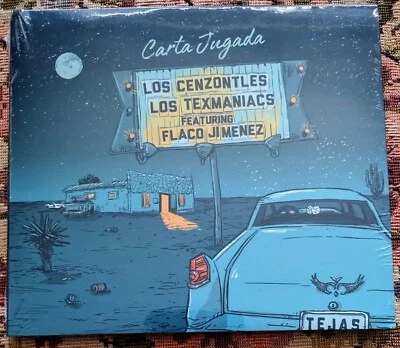 Carta Jugada
LOS CENZONTLES
LOS TEXMANIACS
FEATURING
FLACO JIMENEZ
TEJAS